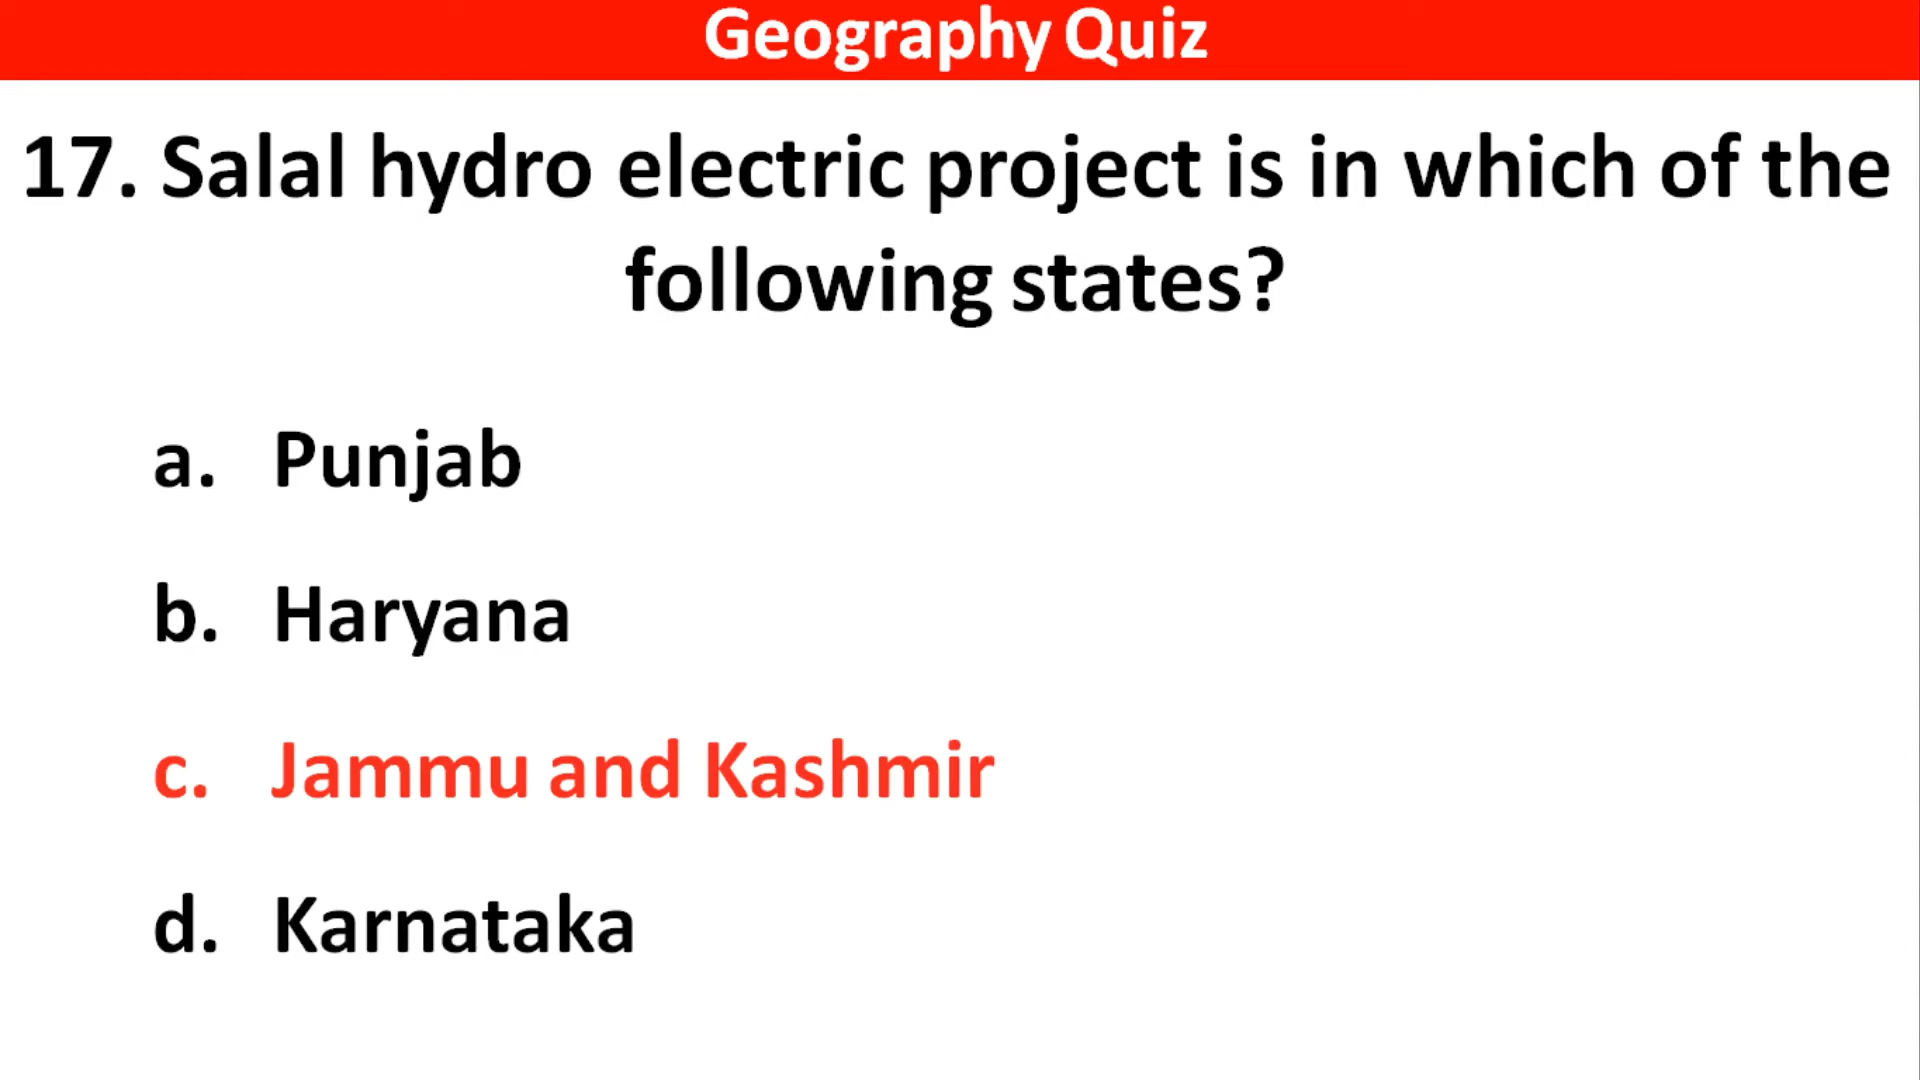 Geography Quiz
17. Salal hydro electric project is in which of the
following states?
a. Punjab
b. Haryana
c. Jammu and Kashmir
d. Karnataka